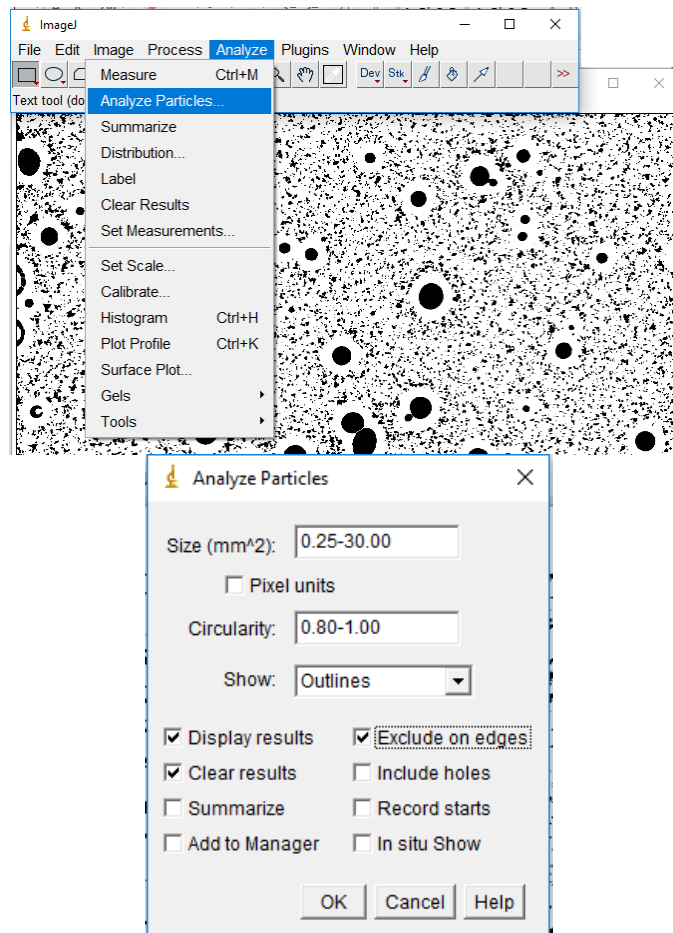 ImageJ
File Edit Image Process Analyze Plugins Window Help
Dev Stk >>
Text tool (do
Measure Ctrl+M
Analyze Particles...
Summarize
Distribution...
Label
Clear Results
Set Measurements...
Set Scale...
Calibrate...
Histogram Ctrl+H
Plot Profile Ctrl+K
Surface Plot...
Gels
Tools
Analyze Particles
Size (mm^2): 0.25-30.00
Pixel units
Circularity: 0.80-1.00
Show: Outlines
Display results Exclude on edges
Clear results Include holes
Summarize Record starts
Add to Manager In situ Show
OK Cancel Help